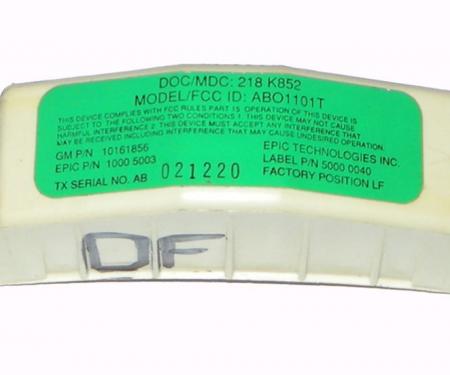 DOC/MDC: 218 K852
MODEL/FCC ID: ABO1101T
THIS DEVICE COMPLIES WITH FCC RULES PART 15 OPERATION OF THIS DEVICE IS
SUBJECT TO THE FOLLOWING TWO CONDITIONS 1. THIS DEVICE MAY NOT CAUSE
HARMFUL INTERFERENCE 2. THIS DEVICE MUST ACCEPT ANY INTERFERENCE THAT
MAY BE RECEIVED INCLUDING INTERFERENCE THAT MAY CAUSE UNDESIRED OPERATION.
GM P/N 10161856 EPIC TECHNOLOGIES INC.
EPIC P/N 1000 5003 LABEL P/N 5000 0040
TX SERIAL NO. AB 021220 FACTORY POSITION LF
DF